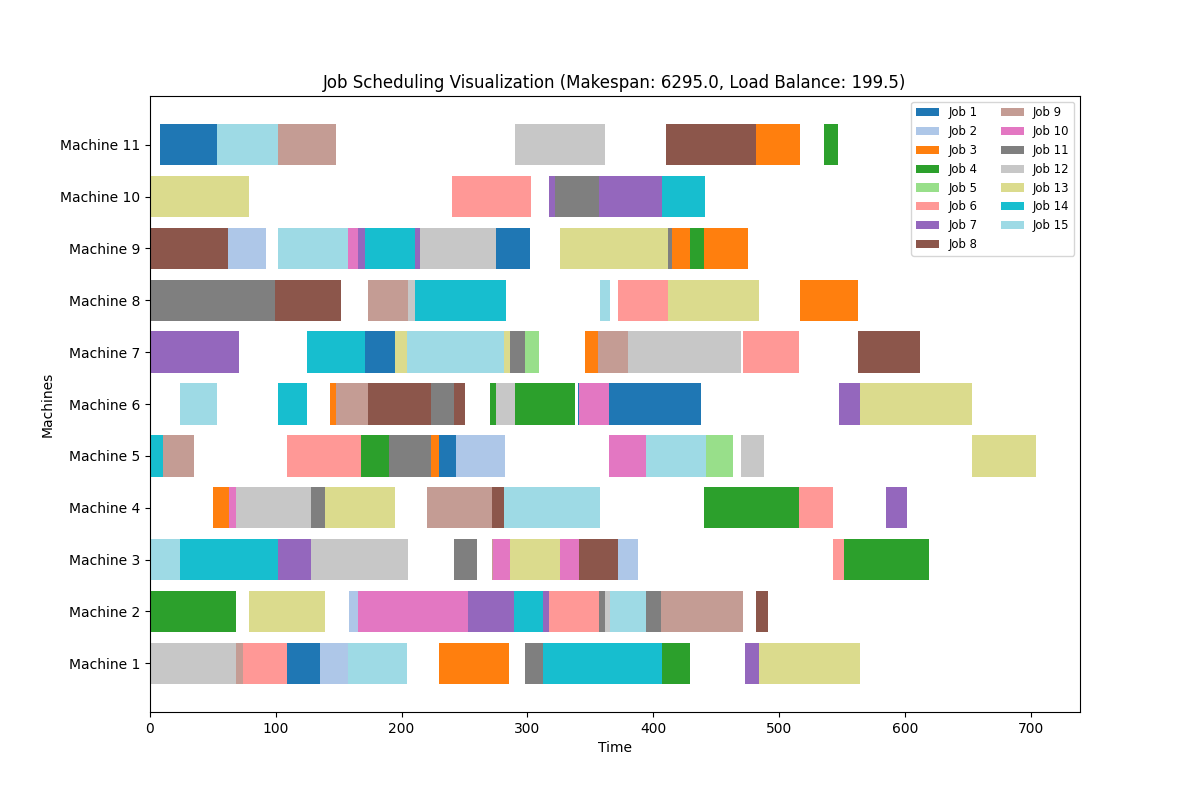 Job Scheduling Visualization (Makespan: 6295.0, Load Balance: 199.5)
Machines
Machine 11
Machine 10
Machine 9
Machine 8
Machine 7
Machine 6
Machine 5
Machine 4
Machine 3
Machine 2
Machine 1
Job 1
Job 2
Job 3
Job 4
Job 5
Job 6
Job 7
Job 8
Job 9
Job 10
Job 11
Job 12
Job 13
Job 14
Job 15
0 100 200 300 400 500 600 700
Time